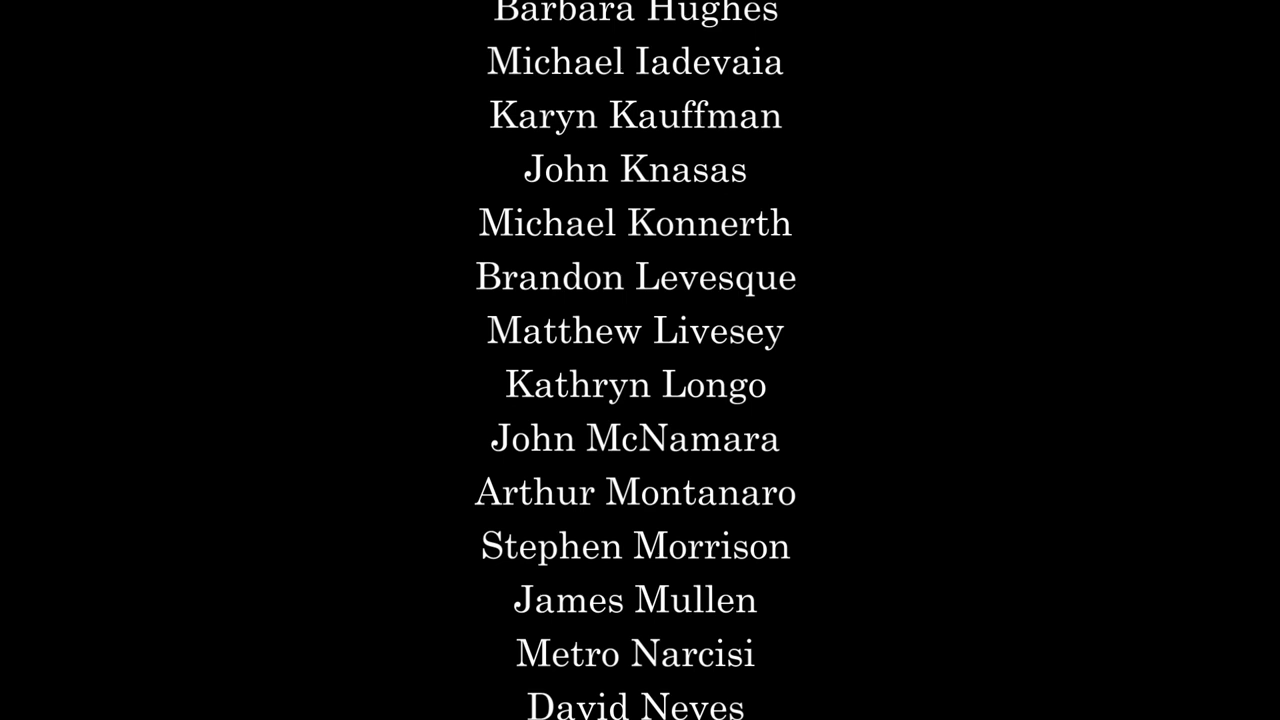 Barbara Hughes
Michael Iadevaia
Karyn Kauffman
John Knasas
Michael Konnerth
Brandon Levesque
Matthew Livesey
Kathryn Longo
John McNamara
Arthur Montanaro
Stephen Morrison
James Mullen
Metro Narcisi
David Neves